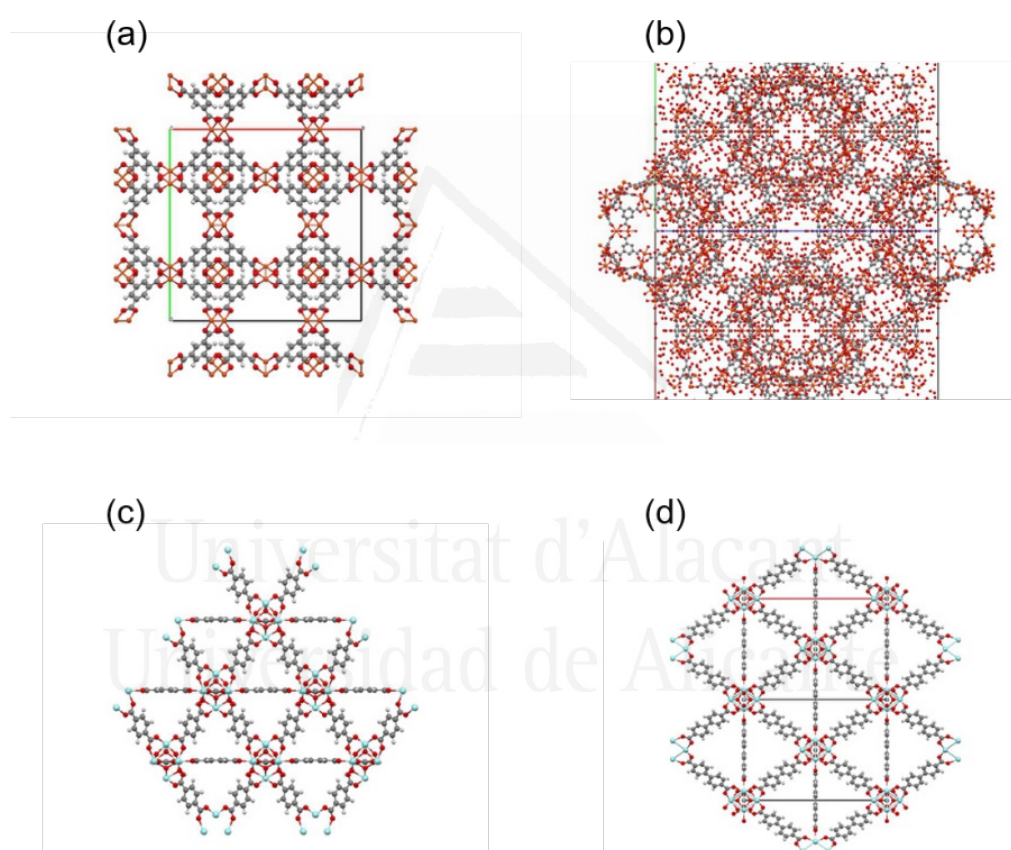 (a)
(b)
(c)
(d)
Universitat d'Alacant
Universidad de Alicante